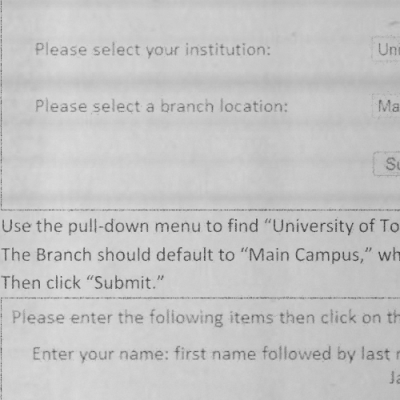 Please select your institution: Uni
Please select a branch location: Ma
Su
Use the pull-down menu to find “University of To
The Branch should default to “Main Campus,” wh
Then click “Submit.”
Please enter the following items then click on th
Enter your name: first name followed by last n
Ja